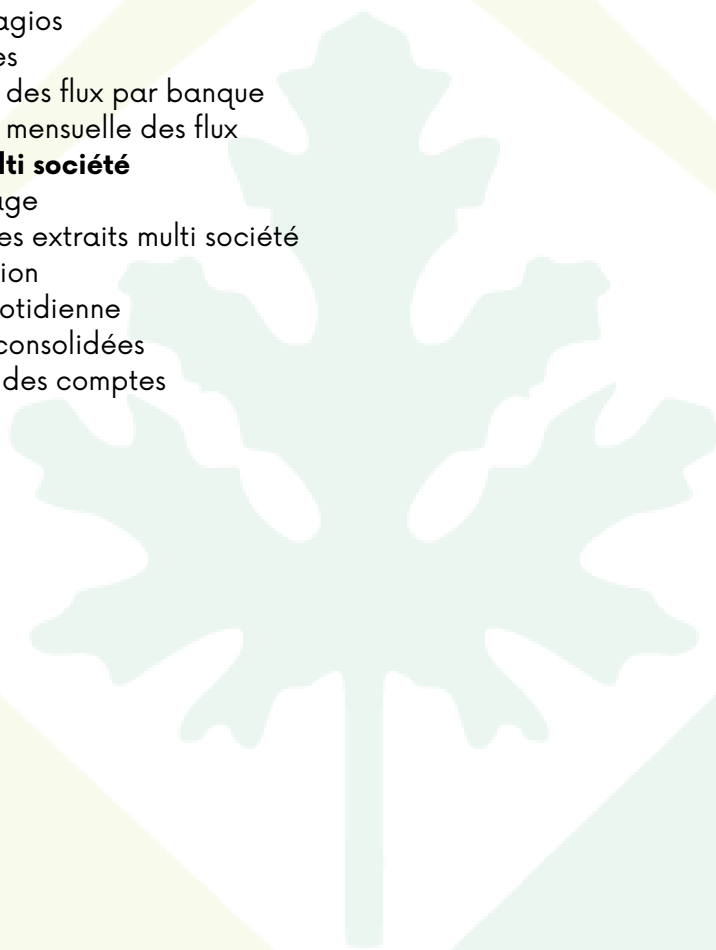 agios
es
des flux par banque
mensuelle des flux
lti société
age
es extraits multi société
ion
otidienne
consolidées
des comptes